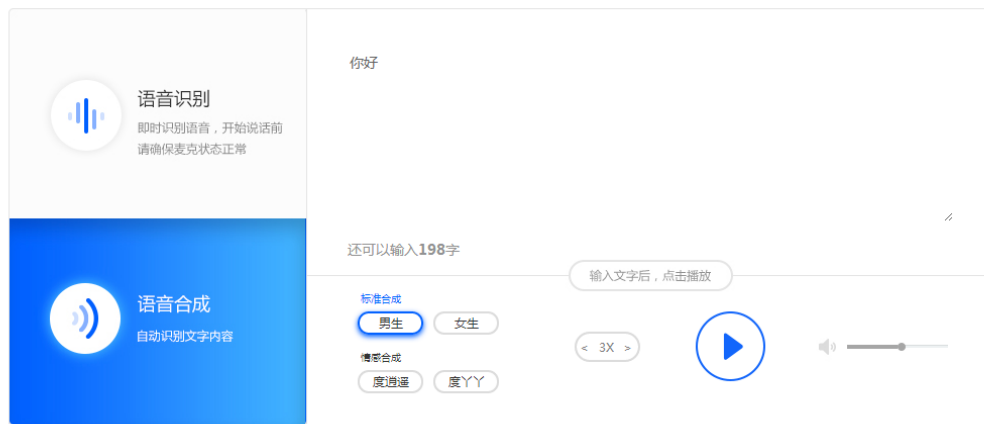 语音识别
即时识别语音，开始说话前
请确保麦克状态正常
语音合成
自动识别文字内容
你好
还可以输入198字
输入文字后，点击播放
标准合成
男生 女生
情感合成
度逍遥 度丫丫
< 3X >